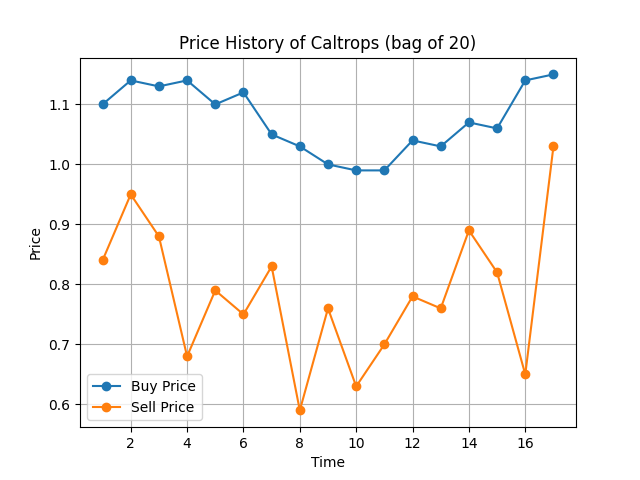 Price History of Caltrops (bag of 20)
Price
1.1
1.0
0.9
0.8
0.7
0.6
Buy Price
Sell Price
2 4 6 8 10 12 14 16
Time